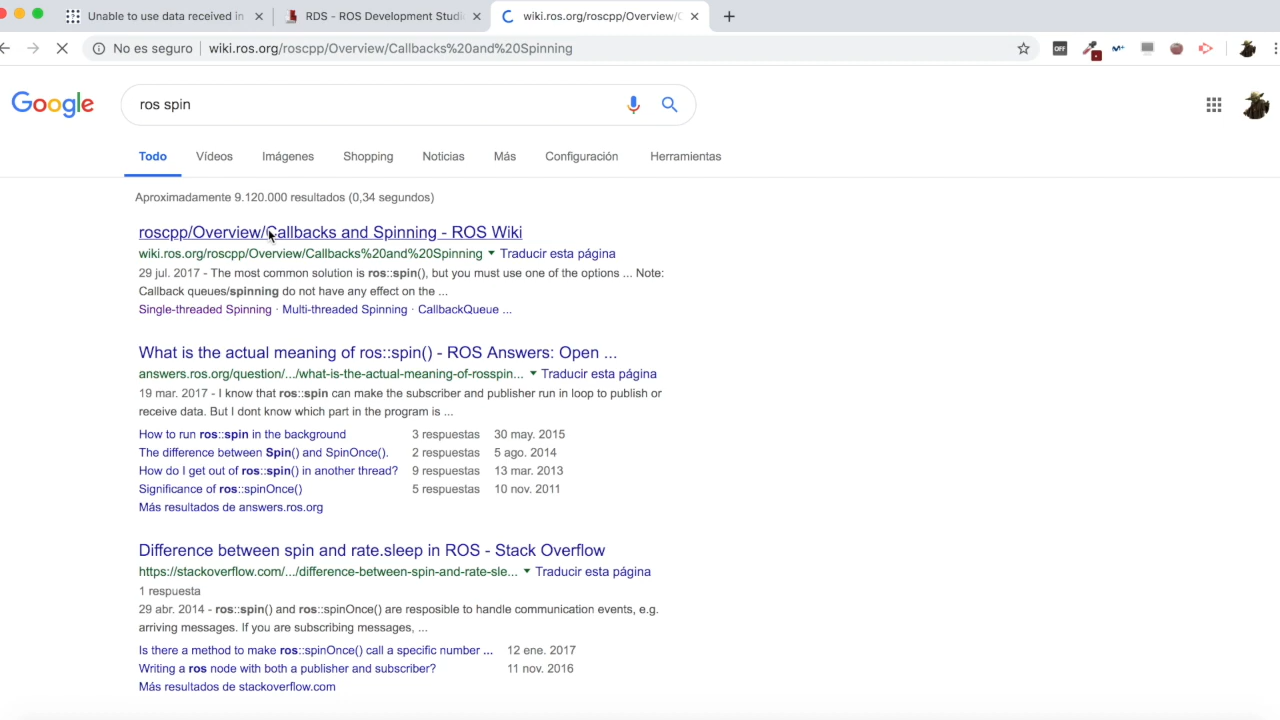 Unable to use data received in
RDS - ROS Development Studi
wiki.ros.org/roscpp/Overview/C
No es seguro
wiki.ros.org/roscpp/Overview/Callbacks%20and%20Spinning
OFF
Google
ros spin
Todo
Vídeos
Imágenes
Shopping
Noticias
Más
Configuración
Herramientas
Aproximadamente 9.120.000 resultados (0,34 segundos)
roscpp/Overview/Callbacks and Spinning - ROS Wiki
wiki.ros.org/roscpp/Overview/Callbacks%20and%20Spinning ▼ Traducir esta página
29 jul. 2017 - The most common solution is ros::spin(), but you must use one of the options ... Note:
Callback queues/spinning do not have any effect on the ...
Single-threaded Spinning · Multi-threaded Spinning · CallbackQueue ...
What is the actual meaning of ros::spin() - ROS Answers: Open ...
answers.ros.org/question/.../what-is-the-actual-meaning-of-rosspin... ▼ Traducir esta página
19 mar. 2017 - I know that ros::spin can make the subscriber and publisher run in loop to publish or
receive data. But I dont know which part in the program is ...
How to run ros::spin in the background 3 respuestas 30 may. 2015
The difference between Spin() and SpinOnce(). 2 respuestas 5 ago. 2014
How do I get out of ros::spin() in another thread? 9 respuestas 13 mar. 2013
Significance of ros::spinOnce() 5 respuestas 10 nov. 2011
Más resultados de answers.ros.org
Difference between spin and rate.sleep in ROS - Stack Overflow
https://stackoverflow.com/.../difference-between-spin-and-rate-sle... ▼ Traducir esta página
1 respuesta
29 abr. 2014 - ros::spin() and ros::spinOnce() are resposible to handle communication events, e.g.
arriving messages. If you are subscribing messages, ...
Is there a method to make ros::spinOnce() call a specific number ... 12 ene. 2017
Writing a ros node with both a publisher and subscriber? 11 nov. 2016
Más resultados de stackoverflow.com